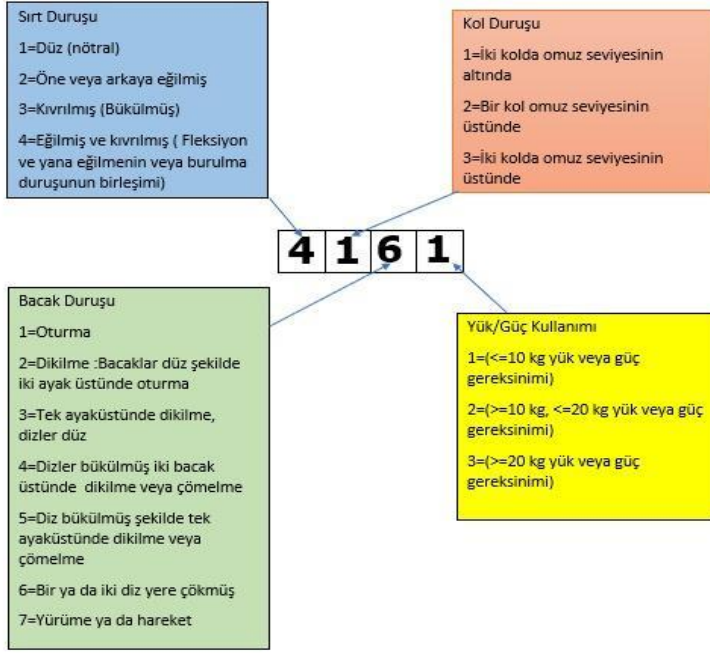 Sırt Duruşu
1=Düz (nötral)
2=Öne veya arkaya eğilmiş
3=Kıvrılmış (Bükülmüş)
4=Eğilmiş ve kıvrılmış ( Fleksiyon
ve yana eğilmenin veya burulma
duruşunun birleşimi)
Kol Duruşu
1=İki kolda omuz seviyesinin
altında
2=Bir kol omuz seviyesinin
üstünde
3=İki kolda omuz seviyesinin
üstünde
4 1 6 1
Bacak Duruşu
1=Oturma
2=Dikilme :Bacaklar düz şekilde
iki ayak üstünde oturma
3=Tek ayaküstünde dikilme,
dizler düz
4=Dizler bükülmüş iki bacak
üstünde dikilme veya çömelme
5=Diz bükülmüş şekilde tek
ayaküstünde dikilme veya
çömelme
6=Bir ya da iki diz yere çökmüş
7=Yürüme ya da hareket
Yük/Güç Kullanımı
1=(<=10 kg yük veya güç
gereksinimi)
2=(>=10 kg, <=20 kg yük veya güç
gereksinimi)
3=(>=20 kg yük veya güç
gereksinimi)